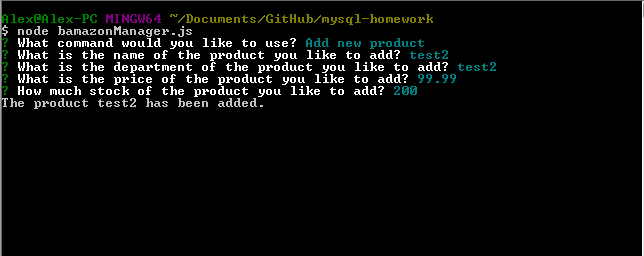 Alex@Alex-PC MINGW64 ~/Documents/GitHub/mysql-homework
$ node bamazonManager.js
? What command would you like to use? Add new product
? What is the name of the product you like to add? test2
? What is the department of the product you like to add? test2
? What is the price of the product you like to add? 99.99
? How much stock of the product you like to add? 200
The product test2 has been added.